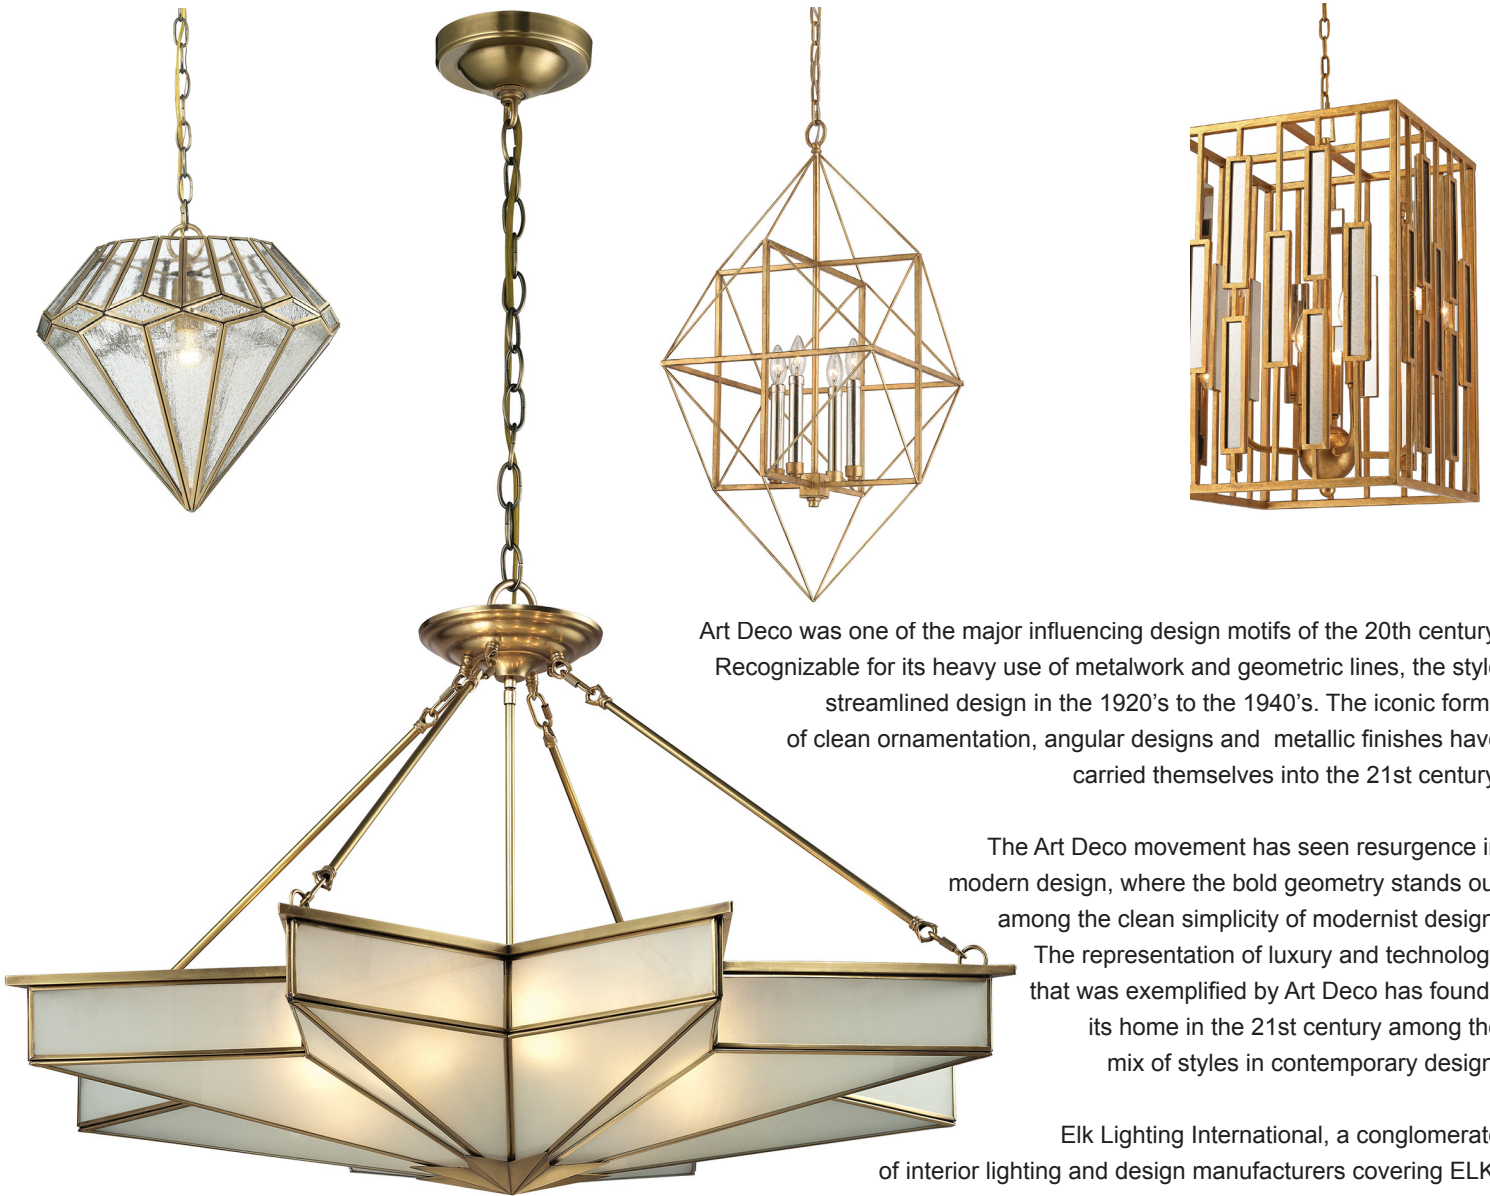 Art Deco was one of the major influencing design motifs of the 20th century
Recognizable for its heavy use of metalwork and geometric lines, the style
streamlined design in the 1920's to the 1940's. The iconic form
of clean ornamentation, angular designs and metallic finishes have
carried themselves into the 21st century
The Art Deco movement has seen resurgence in
modern design, where the bold geometry stands ou
among the clean simplicity of modernist design
The representation of luxury and technolog
that was exemplified by Art Deco has found
its home in the 21st century among the
mix of styles in contemporary design
Elk Lighting International, a conglomerate
of interior lighting and design manufacturers covering ELK